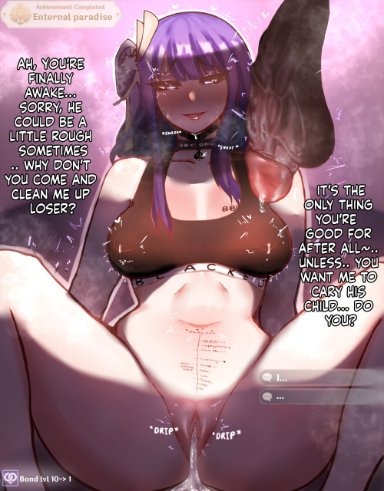 Achievement Completed
Enternal paradise
AH, YOU'RE
FINALLY
AWAKE...
SORRY, HE
COULD BE A
LITTLE ROUGH
SOMETIMES
.. WHY DON'T
YOU COME AND
CLEAN ME UP
LOSER?
IT'S THE
ONLY THING
YOU'RE
GOOD FOR
AFTER ALL~..
UNLESS.. YOU
WANT ME TO
CARY HIS
CHILD... DO
YOU?
BLACKED
I...
...
*DRIP*
*DRIP*
Bond lvl 10-> 1